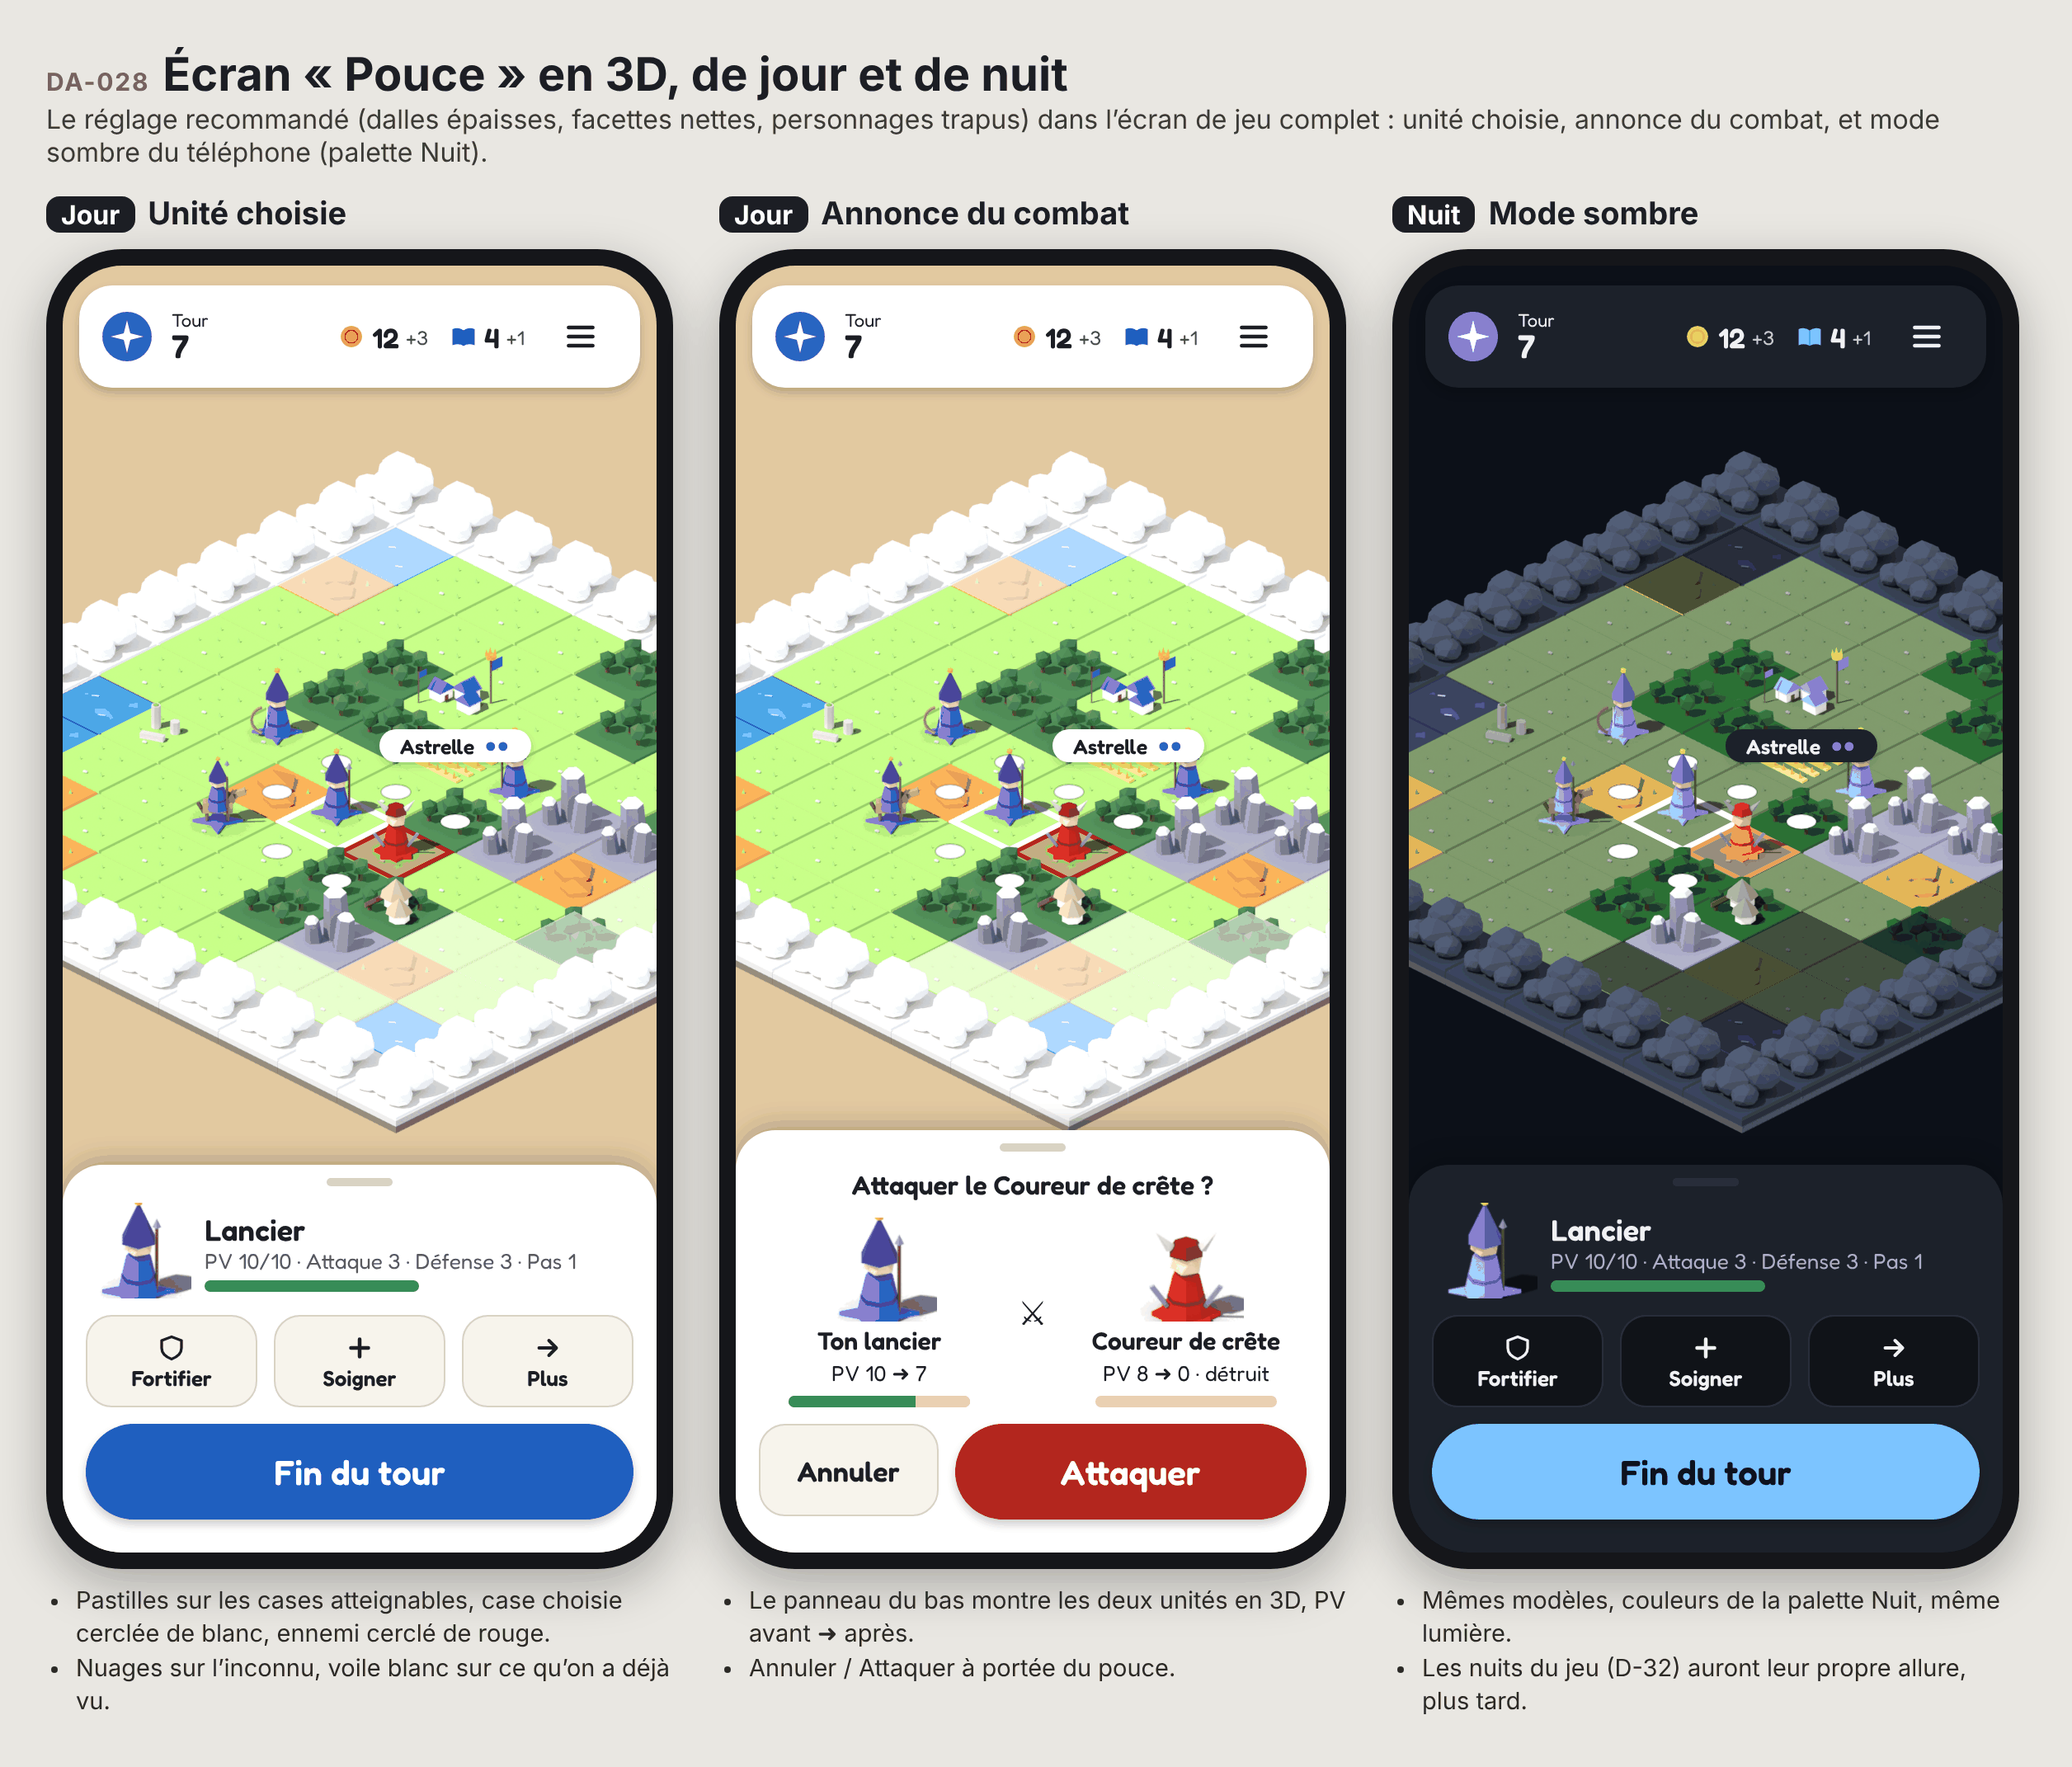 DA-028 Écran « Pouce » en 3D, de jour et de nuit
Le réglage recommandé (dalles épaisses, facettes nettes, personnages trapus) dans l’écran de jeu complet : unité choisie, annonce du combat, et mode
sombre du téléphone (palette Nuit).
Jour Unité choisie
Tour
7
12 +3
4 +1
Astrelle
Lancier
PV 10/10 · Attaque 3 · Défense 3 · Pas 1
Fortifier
Soigner
Plus
Fin du tour
• Pastilles sur les cases atteignables, case choisie
cerclée de blanc, ennemi cerclé de rouge.
• Nuages sur l’inconnu, voile blanc sur ce qu’on a déjà
vu.
Jour Annonce du combat
Tour
7
12 +3
4 +1
Astrelle
Attaquer le Coureur de crête ?
Ton lancier
PV 10 ➜ 7
Coureur de crête
PV 8 ➜ 0 · détruit
Annuler
Attaquer
• Le panneau du bas montre les deux unités en 3D, PV
avant ➜ après.
• Annuler / Attaquer à portée du pouce.
Nuit Mode sombre
Tour
7
12 +3
4 +1
Astrelle
Lancier
PV 10/10 · Attaque 3 · Défense 3 · Pas 1
Fortifier
Soigner
Plus
Fin du tour
• Mêmes modèles, couleurs de la palette Nuit, même
lumière.
• Les nuits du jeu (D-32) auront leur propre allure,
plus tard.